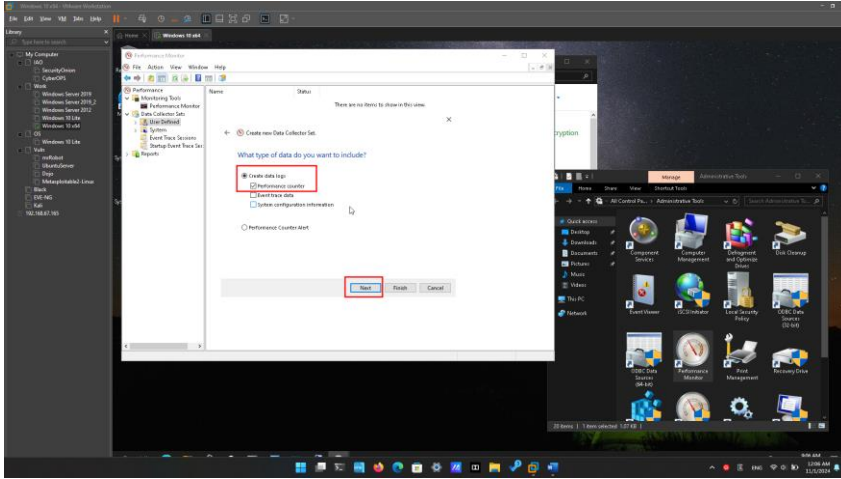 Windows 10 x64 - VMware Workstation
File Edit View VM Tabs Help
Library
Type here to search
Home
Windows 10 x64
My Computer
IAO
SecurityOnion
CyberOPS
Work
Windows Server 2019
Windows Server 2019_2
Windows Server 2012
Windows 10 Lite
Windows 10 x64
OS
Windows 10 Lite
Vuln
mrRobot
UbuntuServer
Dojo
Metasploitable2-Linux
Black
EVE-NG
Kali
192.168.87.165
Performance Monitor
File Action View Window Help
Performance
Monitoring Tools
Performance Monitor
Data Collector Sets
User Defined
System
Event Trace Sessions
Startup Event Trace Ses
Reports
Name
Status
There are no items to show in this view.
Create new Data Collector Set.
What type of data do you want to include?
Create data logs
Performance counter
Event trace data
System configuration information
Performance Counter Alert
Next Finish Cancel
cryption
Manage
Administrative Tools
File Home Share View Shortcut Tools
All Control Pa... Administrative Tools
Search Administrative To...
Quick access
Desktop
Downloads
Documents
Pictures
Music
Videos
This PC
Network
Component Services
Computer Management
Defragment and Optimize Drives
Disk Cleanup
Event Viewer
iSCSI Initiator
Local Security Policy
ODBC Data Sources (32-bit)
ODBC Data Sources (64-bit)
Performance Monitor
Print Management
Recovery Drive
20 items 1 item selected 1.07 KB
ENG
12:06 AM
11/5/2024